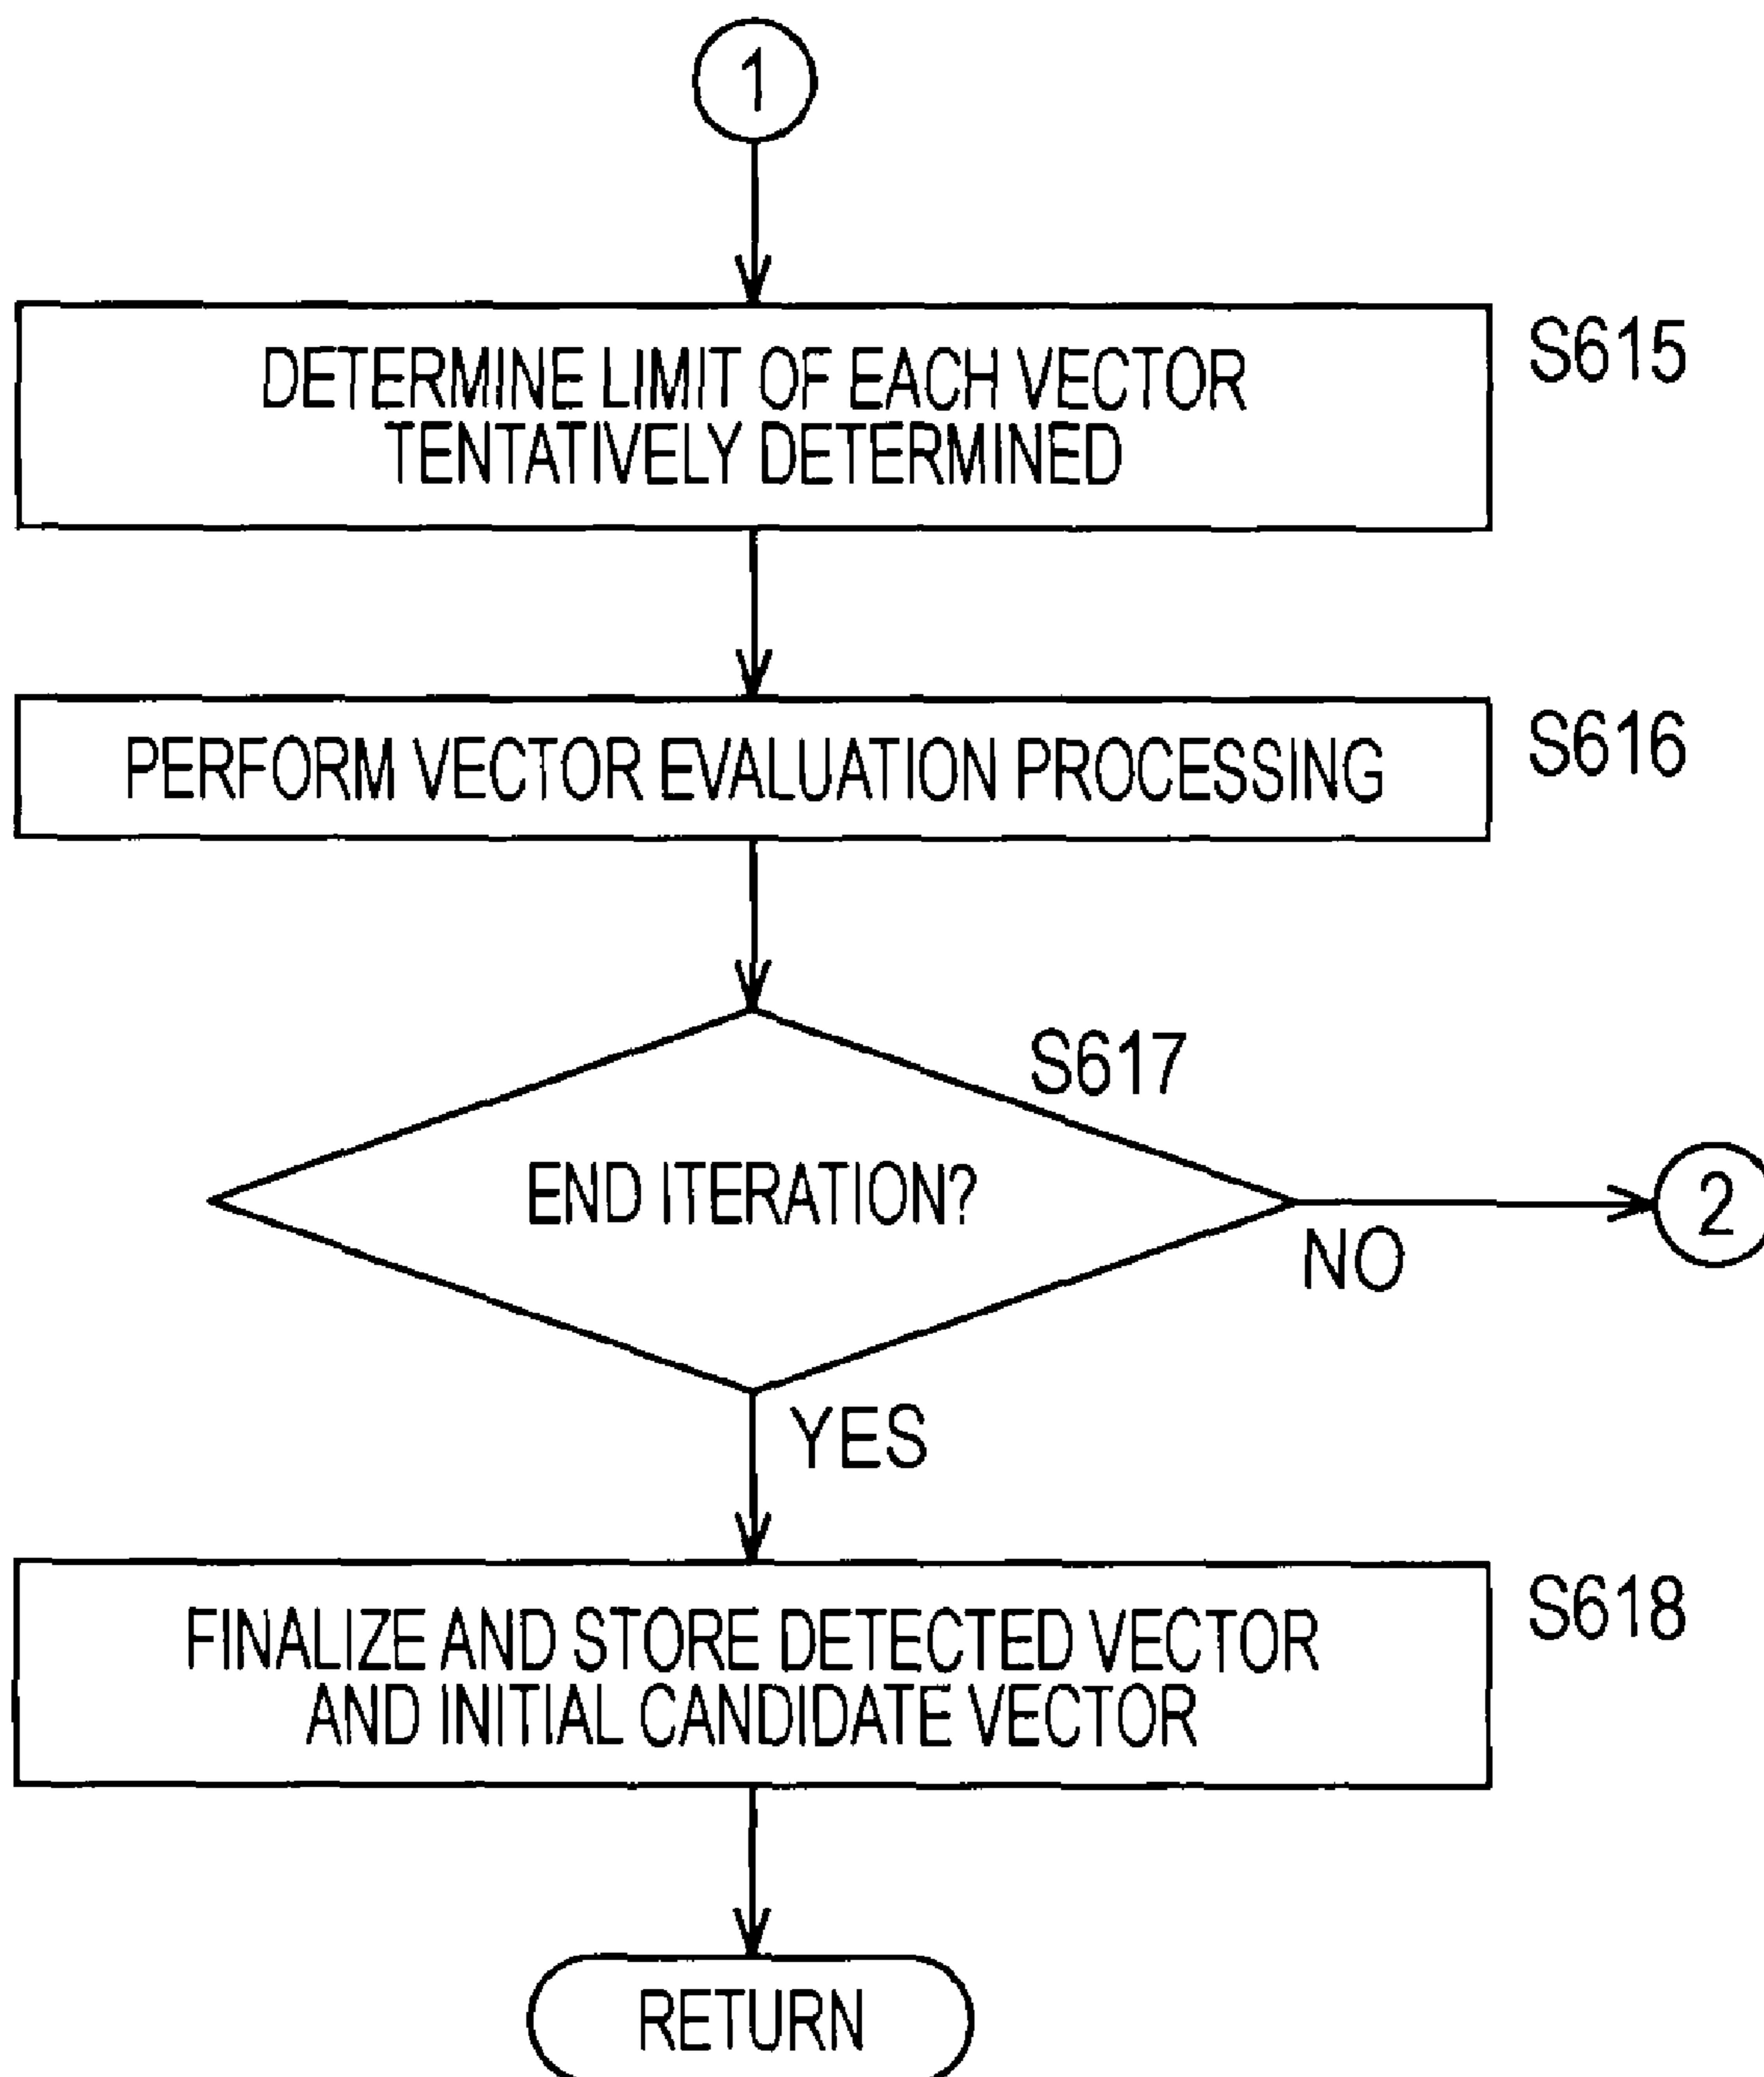 1
DETERMINE LIMIT OF EACH VECTOR
TENTATIVELY DETERMINED
S615
PERFORM VECTOR EVALUATION PROCESSING
S616
S617
END ITERATION?
NO
2
YES
FINALIZE AND STORE DETECTED VECTOR
AND INITIAL CANDIDATE VECTOR
S618
RETURN